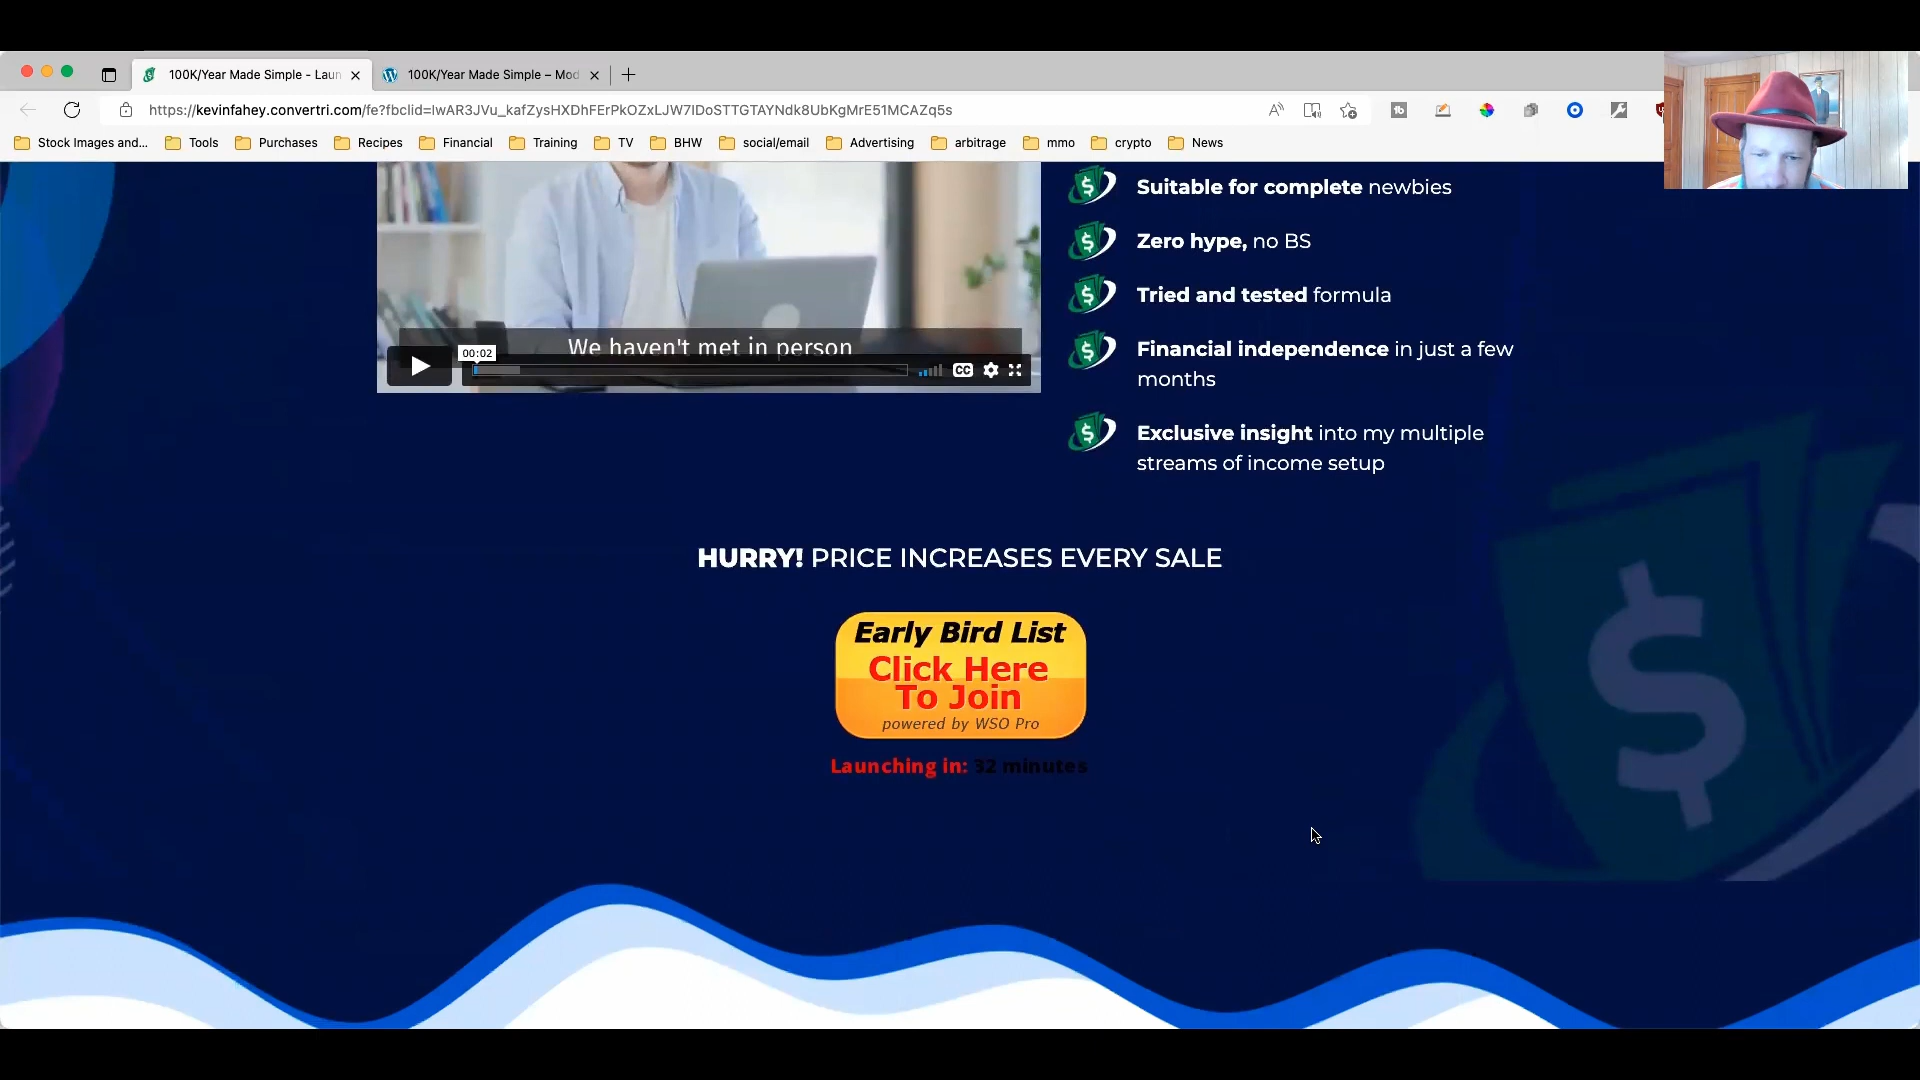 100K/Year Made Simple - Laun
100K/Year Made Simple – Mod
https://kevinfahey.convertri.com/fe?fbclid=IwAR3JVu_kafZysHXDhFErPkOZxLJW7IDoSTTGTAYNdk8UbKgMrE51MCAZq5s
Stock Images and...
Tools
Purchases
Recipes
Financial
Training
TV
BHW
social/email
Advertising
arbitrage
mmo
crypto
News
We haven't met in person
00:02
CC
Suitable for complete newbies
Zero hype, no BS
Tried and tested formula
Financial independence in just a few
months
Exclusive insight into my multiple
streams of income setup
HURRY! PRICE INCREASES EVERY SALE
Early Bird List
Click Here
To Join
powered by WSO Pro
Launching in: 32 minutes